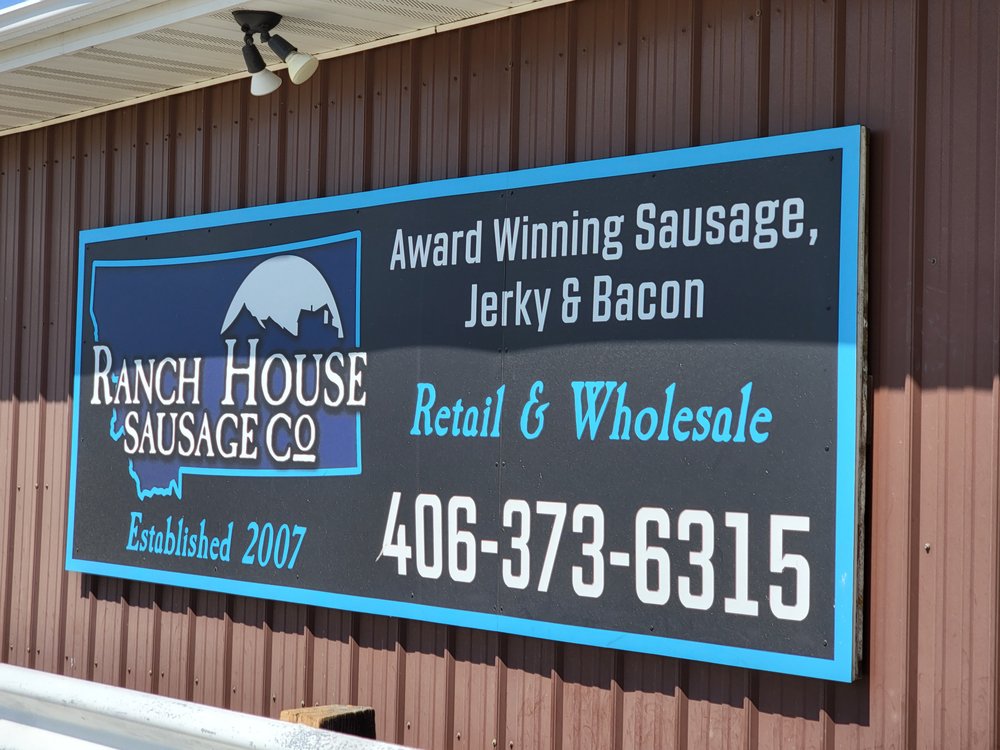 RANCH HOUSE
SAUSAGE CO
Established 2007
Award Winning Sausage,
Jerky & Bacon
Retail & Wholesale
406-373-6315